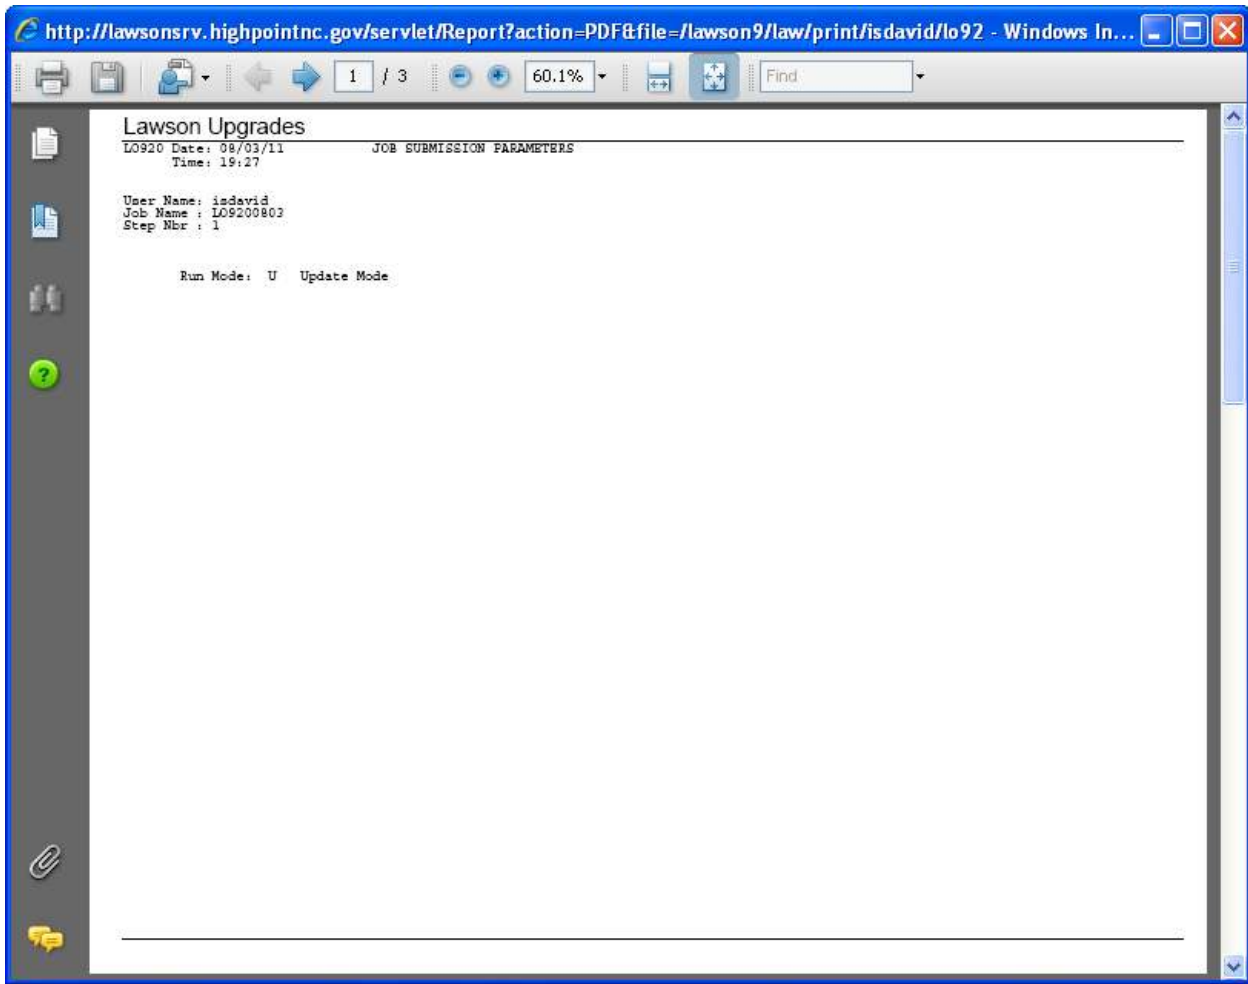 http://lawsonsrv.highpointnc.gov/servlet/Report?action=PDF&file=/lawson9/law/print/isdavid/lo92 - Windows In...
1 / 3 60.1% Find
Lawson Upgrades
LO920 Date: 08/03/11 JOB SUBMISSION PARAMETERS
Time: 19:27
User Name: isdavid
Job Name : LO9200803
Step Nbr : 1
Run Mode: U Update Mode